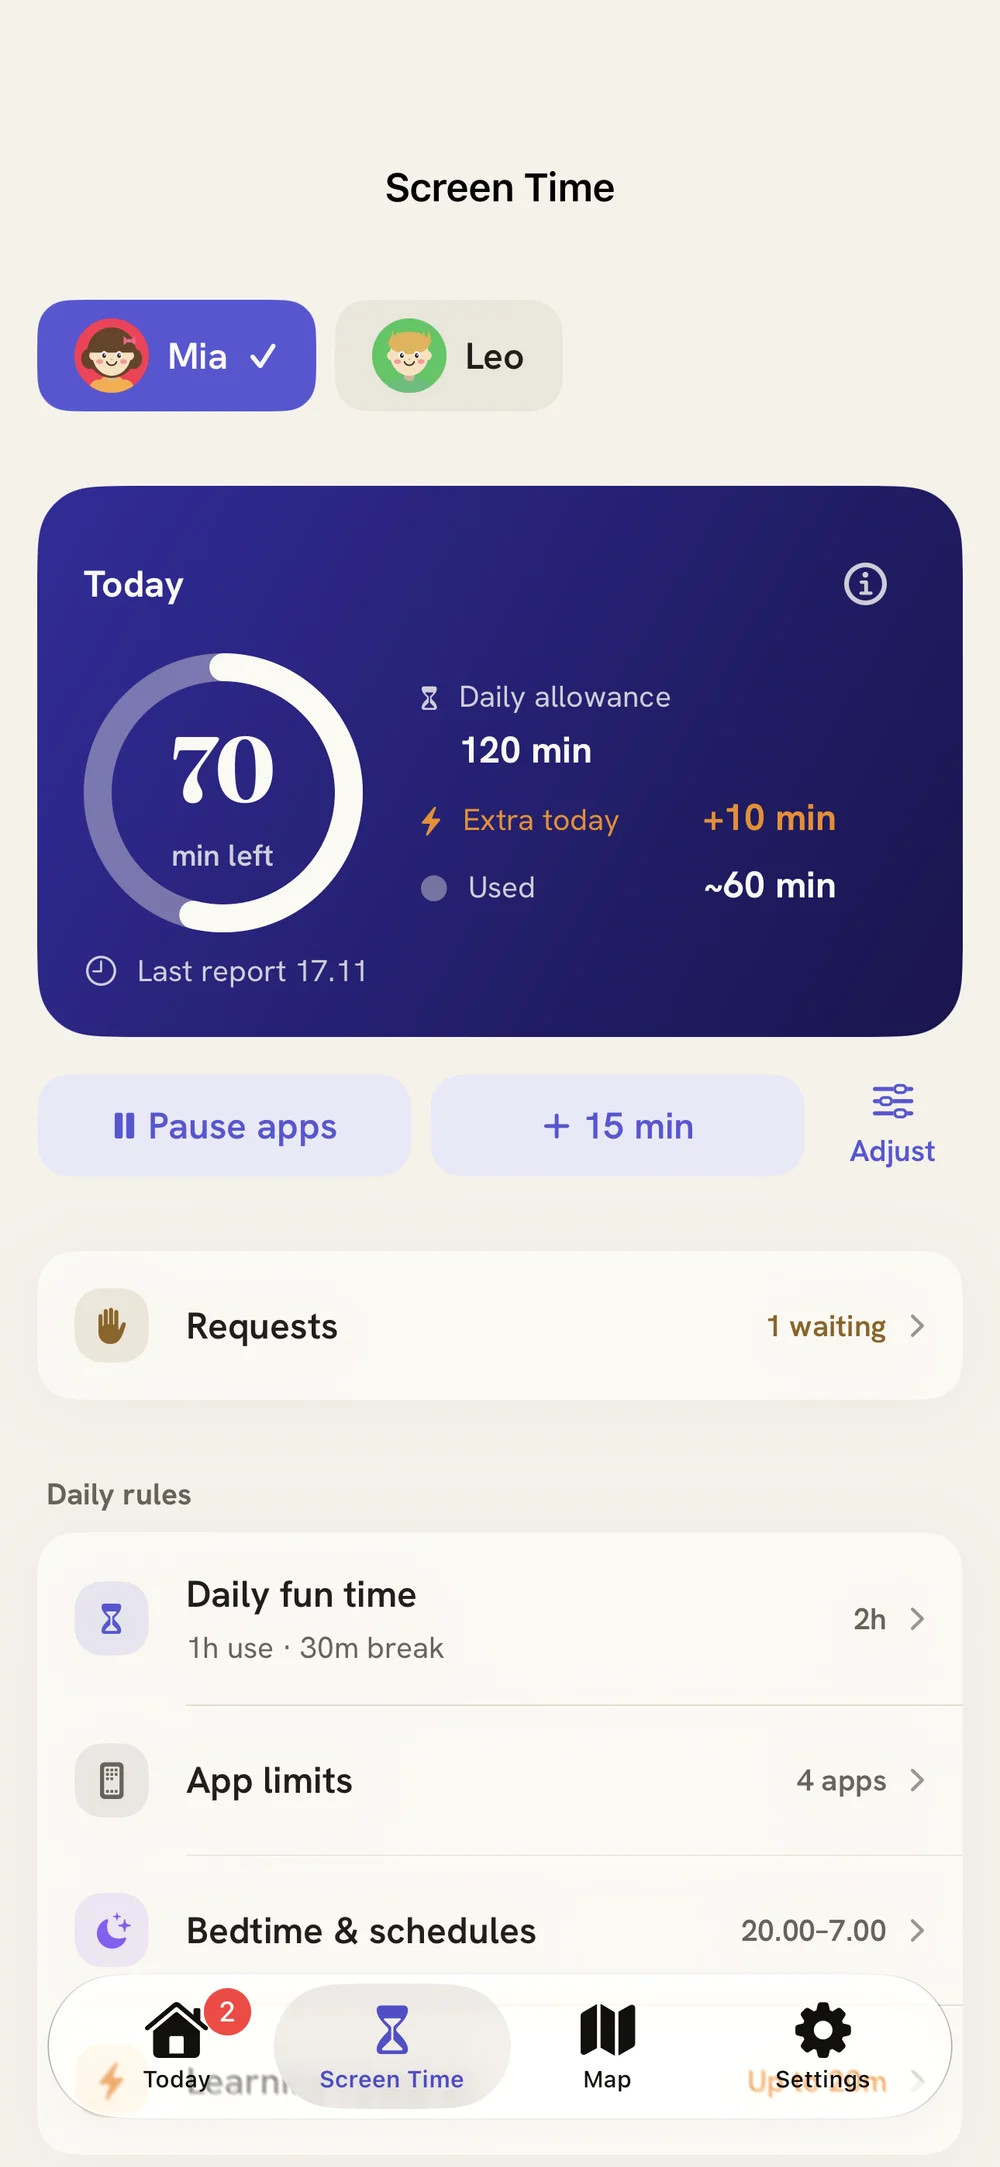 Screen Time
Mia
Leo
Today
70
min left
Daily allowance
120 min
Extra today +10 min
Used ~60 min
Last report 17.11
Pause apps
+ 15 min
Adjust
Requests 1 waiting
Daily rules
Daily fun time
1h use · 30m break
2h
App limits 4 apps
Bedtime & schedules 20.00–7.00
2
Today
Screen Time
Map
Settings